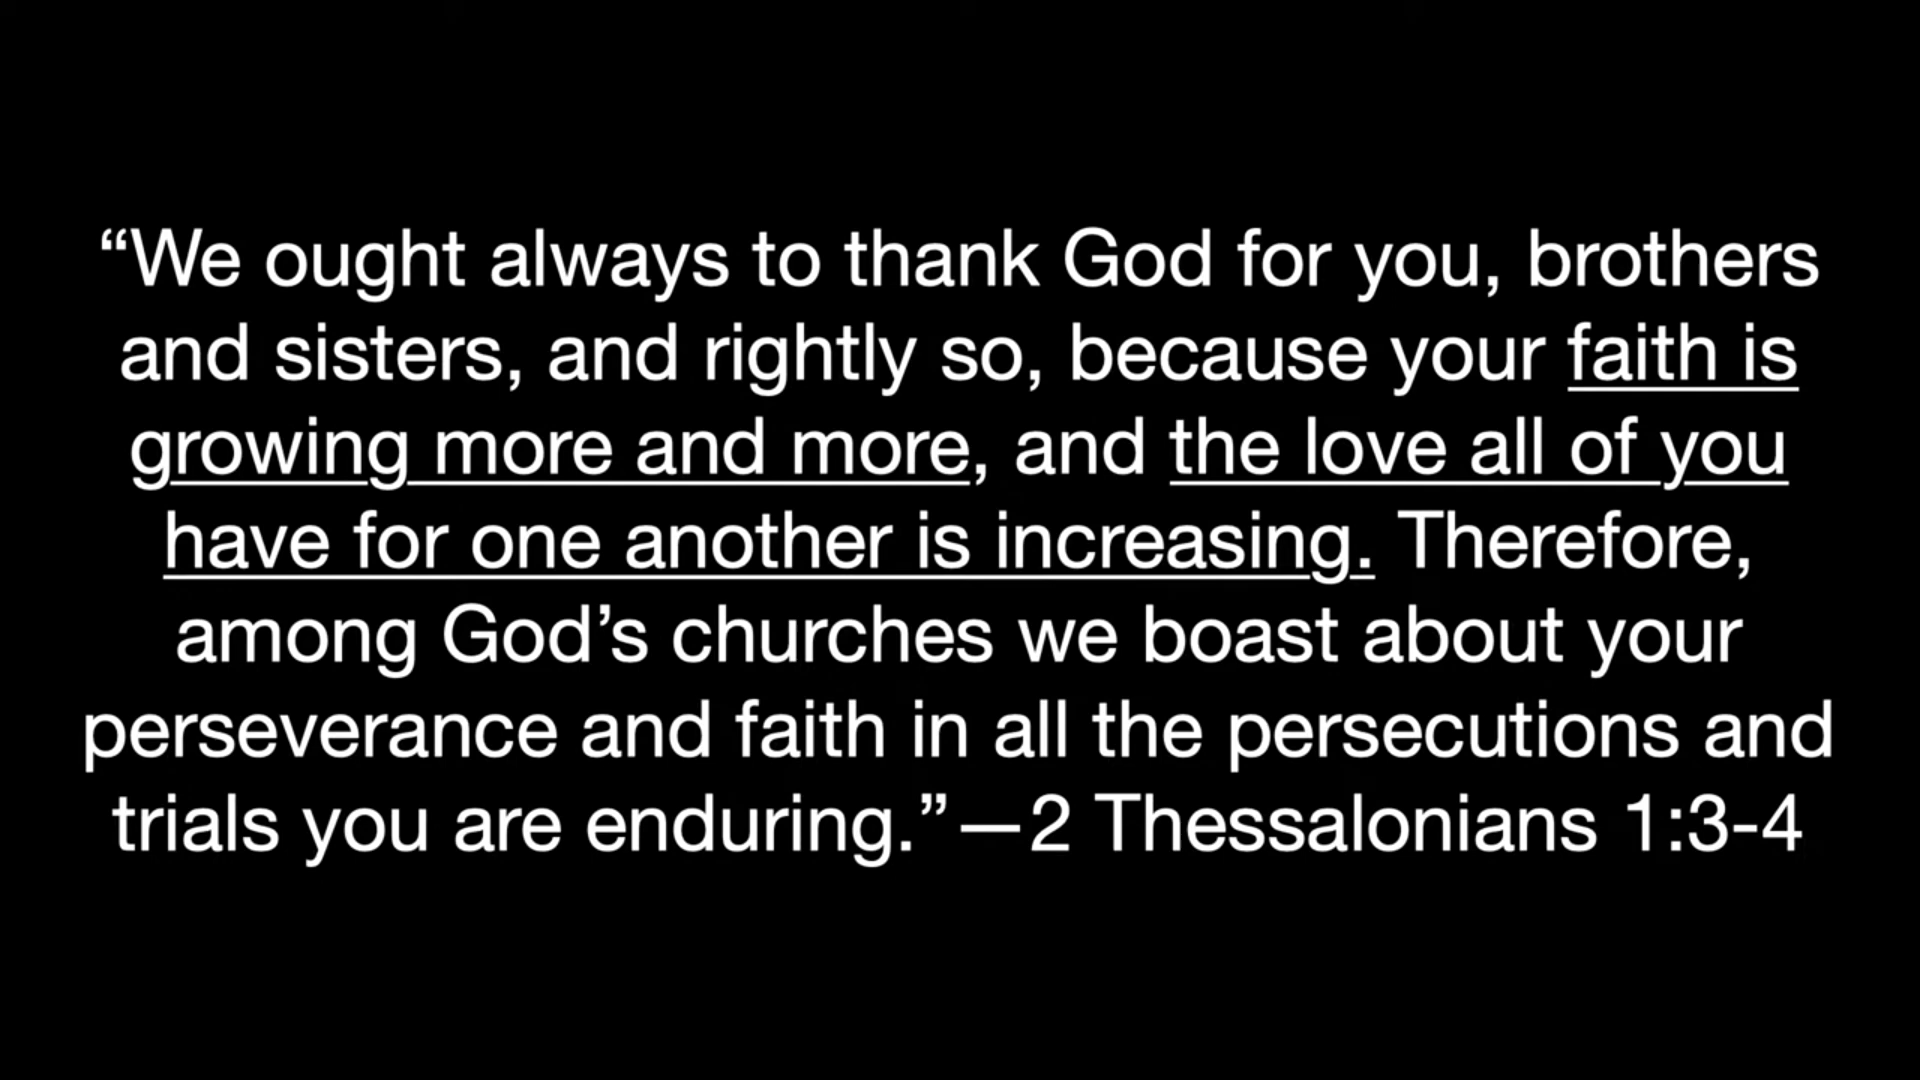 “We ought always to thank God for you, brothers
and sisters, and rightly so, because your faith is
growing more and more, and the love all of you
have for one another is increasing. Therefore,
among God’s churches we boast about your
perseverance and faith in all the persecutions and
trials you are enduring.”—2 Thessalonians 1:3-4